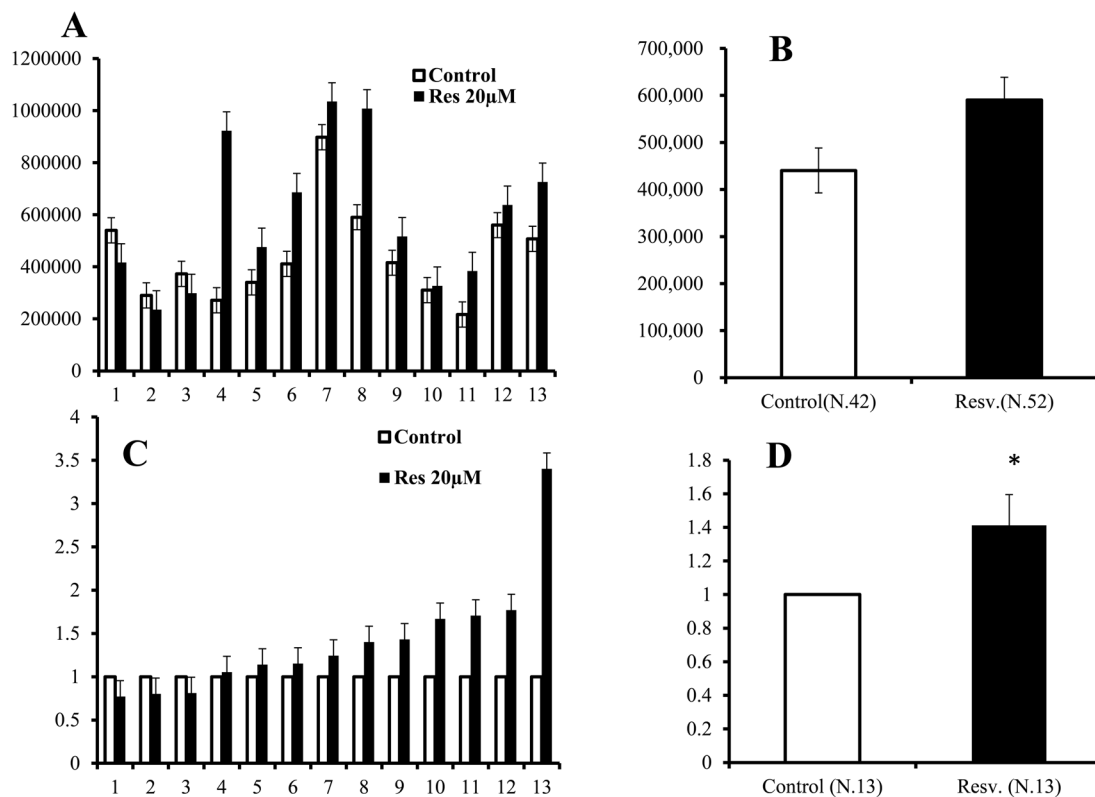 A
1200000
1000000
800000
600000
400000
200000
0
Control
Res 20µM
1 2 3 4 5 6 7 8 9 10 11 12 13
B
700,000
600,000
500,000
400,000
300,000
200,000
100,000
0
Control(N.42) Resv.(N.52)
C
4
3.5
3
2.5
2
1.5
1
0.5
0
Control
Res 20µM
1 2 3 4 5 6 7 8 9 10 11 12 13
D
*
1.8
1.6
1.4
1.2
1
0.8
0.6
0.4
0.2
0
Control (N.13) Resv. (N.13)